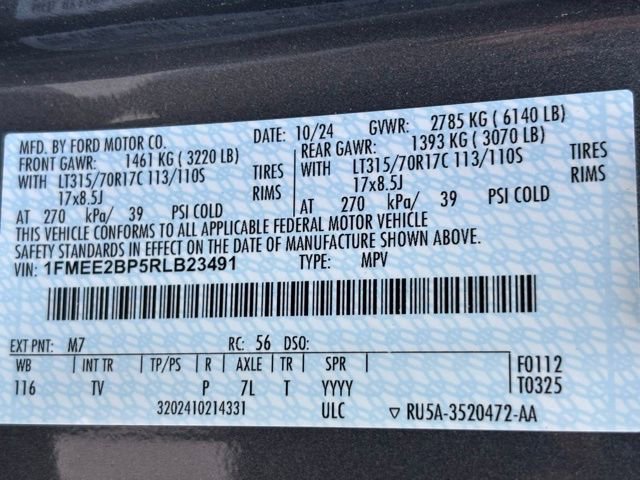 MFD. BY FORD MOTOR CO. DATE: 10/24 GVWR: 2785 KG ( 6140 LB)
FRONT GAWR: 1461 KG ( 3220 LB) REAR GAWR: 1393 KG ( 3070 LB)
WITH LT315/70R17C 113/110S TIRES WITH LT315/70R17C 113/110S TIRES
17x8.5J RIMS 17x8.5J RIMS
AT 270 kPa/ 39 PSI COLD AT 270 kPa/ 39 PSI COLD
THIS VEHICLE CONFORMS TO ALL APPLICABLE FEDERAL MOTOR VEHICLE
SAFETY STANDARDS IN EFFECT ON THE DATE OF MANUFACTURE SHOWN ABOVE.
VIN: 1FMEE2BP5RLB23491 TYPE: MPV
EXT PNT: M7 RC: 56 DSO:
WB INT TR TP/PS R AXLE TR SPR F0112
116 TV P 7L T YYYY T0325
3202410214331 ULC ▽ RU5A-3520472-AA